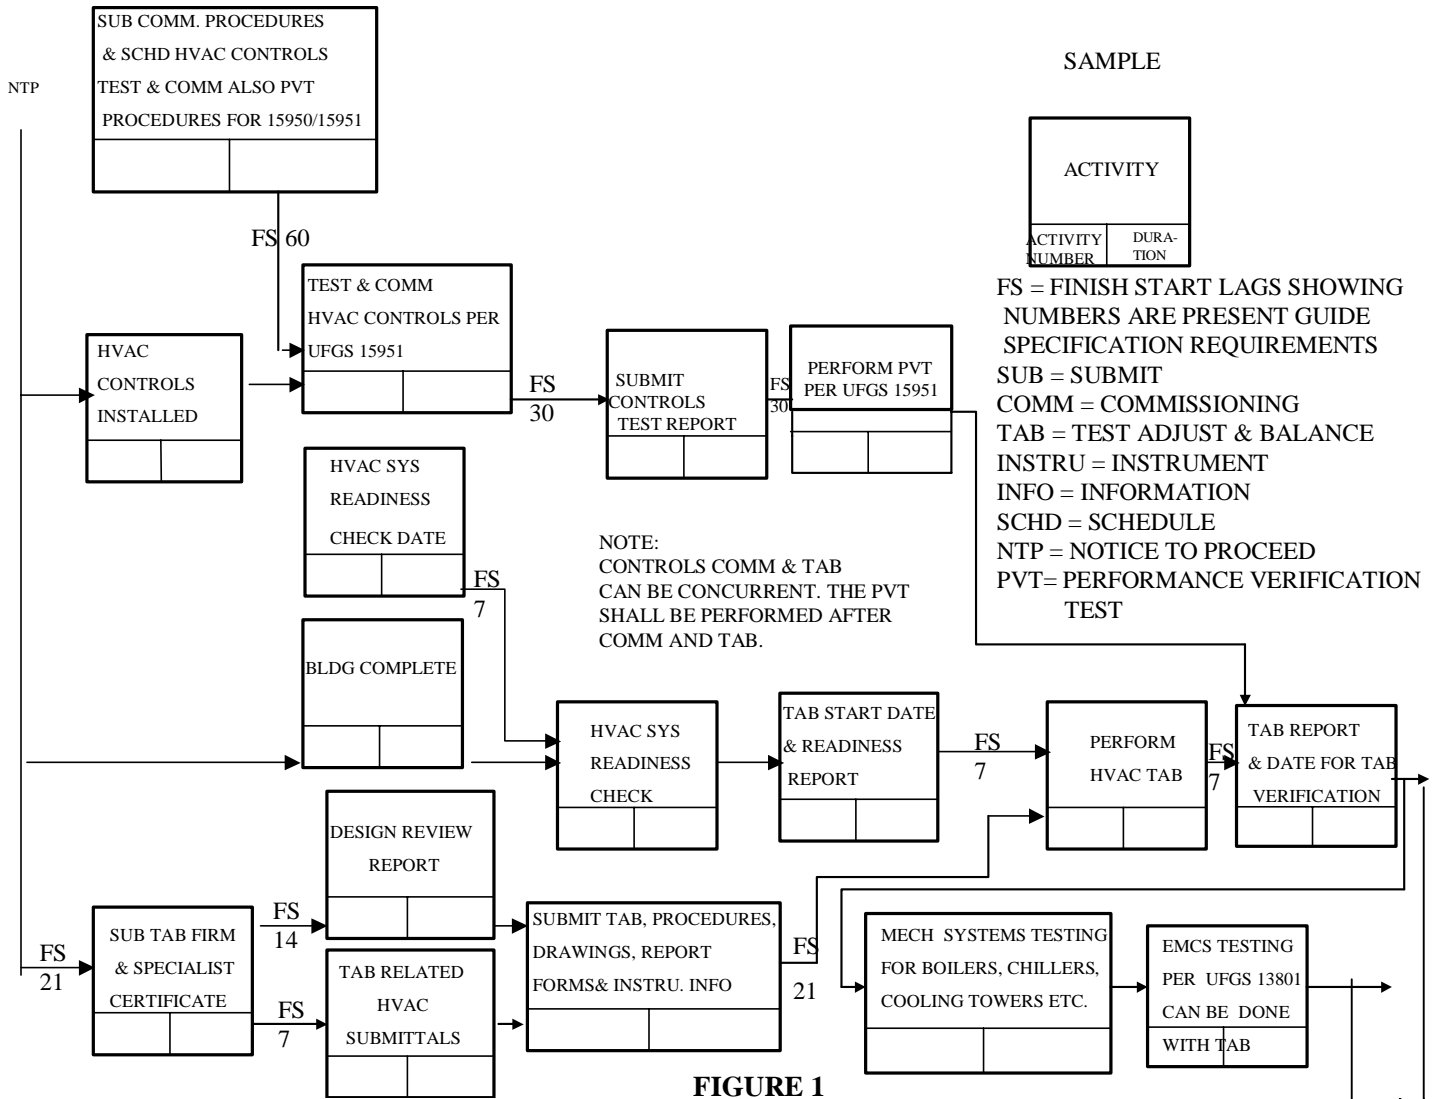 SUB COMM. PROCEDURES
& SCHD HVAC CONTROLS
TEST & COMM ALSO PVT
PROCEDURES FOR 15950/15951
NTP
SAMPLE
ACTIVITY
ACTIVITY
NUMBER
DURA-
TION
FS = FINISH START LAGS SHOWING
NUMBERS ARE PRESENT GUIDE
SPECIFICATION REQUIREMENTS
SUB = SUBMIT
COMM = COMMISSIONING
TAB = TEST ADJUST & BALANCE
INSTRU = INSTRUMENT
INFO = INFORMATION
SCHD = SCHEDULE
NTP = NOTICE TO PROCEED
PVT= PERFORMANCE VERIFICATION
TEST
FS 60
TEST & COMM
HVAC CONTROLS PER
UFGS 15951
HVAC
CONTROLS
INSTALLED
FS
30
SUBMIT
CONTROLS
TEST REPORT
FS
30
PERFORM PVT
PER UFGS 15951
HVAC SYS
READINESS
CHECK DATE
FS
7
NOTE:
CONTROLS COMM & TAB
CAN BE CONCURRENT. THE PVT
SHALL BE PERFORMED AFTER
COMM AND TAB.
BLDG COMPLETE
HVAC SYS
READINESS
CHECK
TAB START DATE
& READINESS
REPORT
FS
7
PERFORM
HVAC TAB
FS
7
TAB REPORT
& DATE FOR TAB
VERIFICATION
DESIGN REVIEW
REPORT
FS
21
SUB TAB FIRM
& SPECIALIST
CERTIFICATE
FS
14
FS
7
TAB RELATED
HVAC
SUBMITTALS
SUBMIT TAB, PROCEDURES,
DRAWINGS, REPORT
FORMS& INSTRU. INFO
FS
21
MECH SYSTEMS TESTING
FOR BOILERS, CHILLERS,
COOLING TOWERS ETC.
EMCS TESTING
PER UFGS 13801
CAN BE DONE
WITH TAB
FIGURE 1